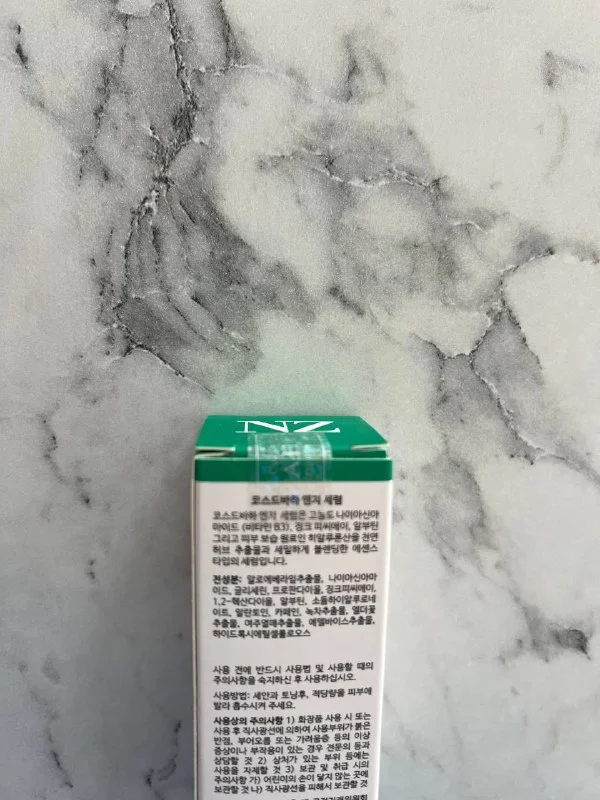 NZ
코스드바하 엔지 세럼
코스드바하 엔지 세럼은 고농도 나이아신아
마이드 (비타민 B3), 징크 피씨에이, 알부틴
그리고 피부 보습 원료인 히알루론산을 천연
허브 추출물과 세밀하게 블렌딩한 에센스
타입의 세럼입니다.
전성분: 알로에베라잎추출물, 나이아신아마
이드, 글리세린, 프로판다이올, 징크피씨에이,
1,2-헥산다이올, 알부틴, 소듐하이알루로네
이트, 알란토인, 카페인, 녹차추출물, 엘더꽃
추출물, 여주열매추출물, 에델바이스추출물,
하이드록시에틸셀룰로오스
사용 전에 반드시 사용법 및 사용할 때의
주의사항을 숙지하신 후 사용하십시오.
사용방법: 세안과 토닝후, 적당량을 피부에
발라 흡수시켜 주세요.
사용상의 주의사항 1) 화장품 사용 시 또는
사용 후 직사광선에 의하여 사용부위가 붉은
반점, 부어오름 또는 가려움증 등의 이상
증상이나 부작용이 있는 경우 전문의 등과
상담할 것 2) 상처가 있는 부위 등에는
사용을 자제할 것 3) 보관 및 취급 시의
주의사항 가) 어린이의 손이 닿지 않는 곳에
보관할 것 나) 직사광선을 피해서 보관할 것